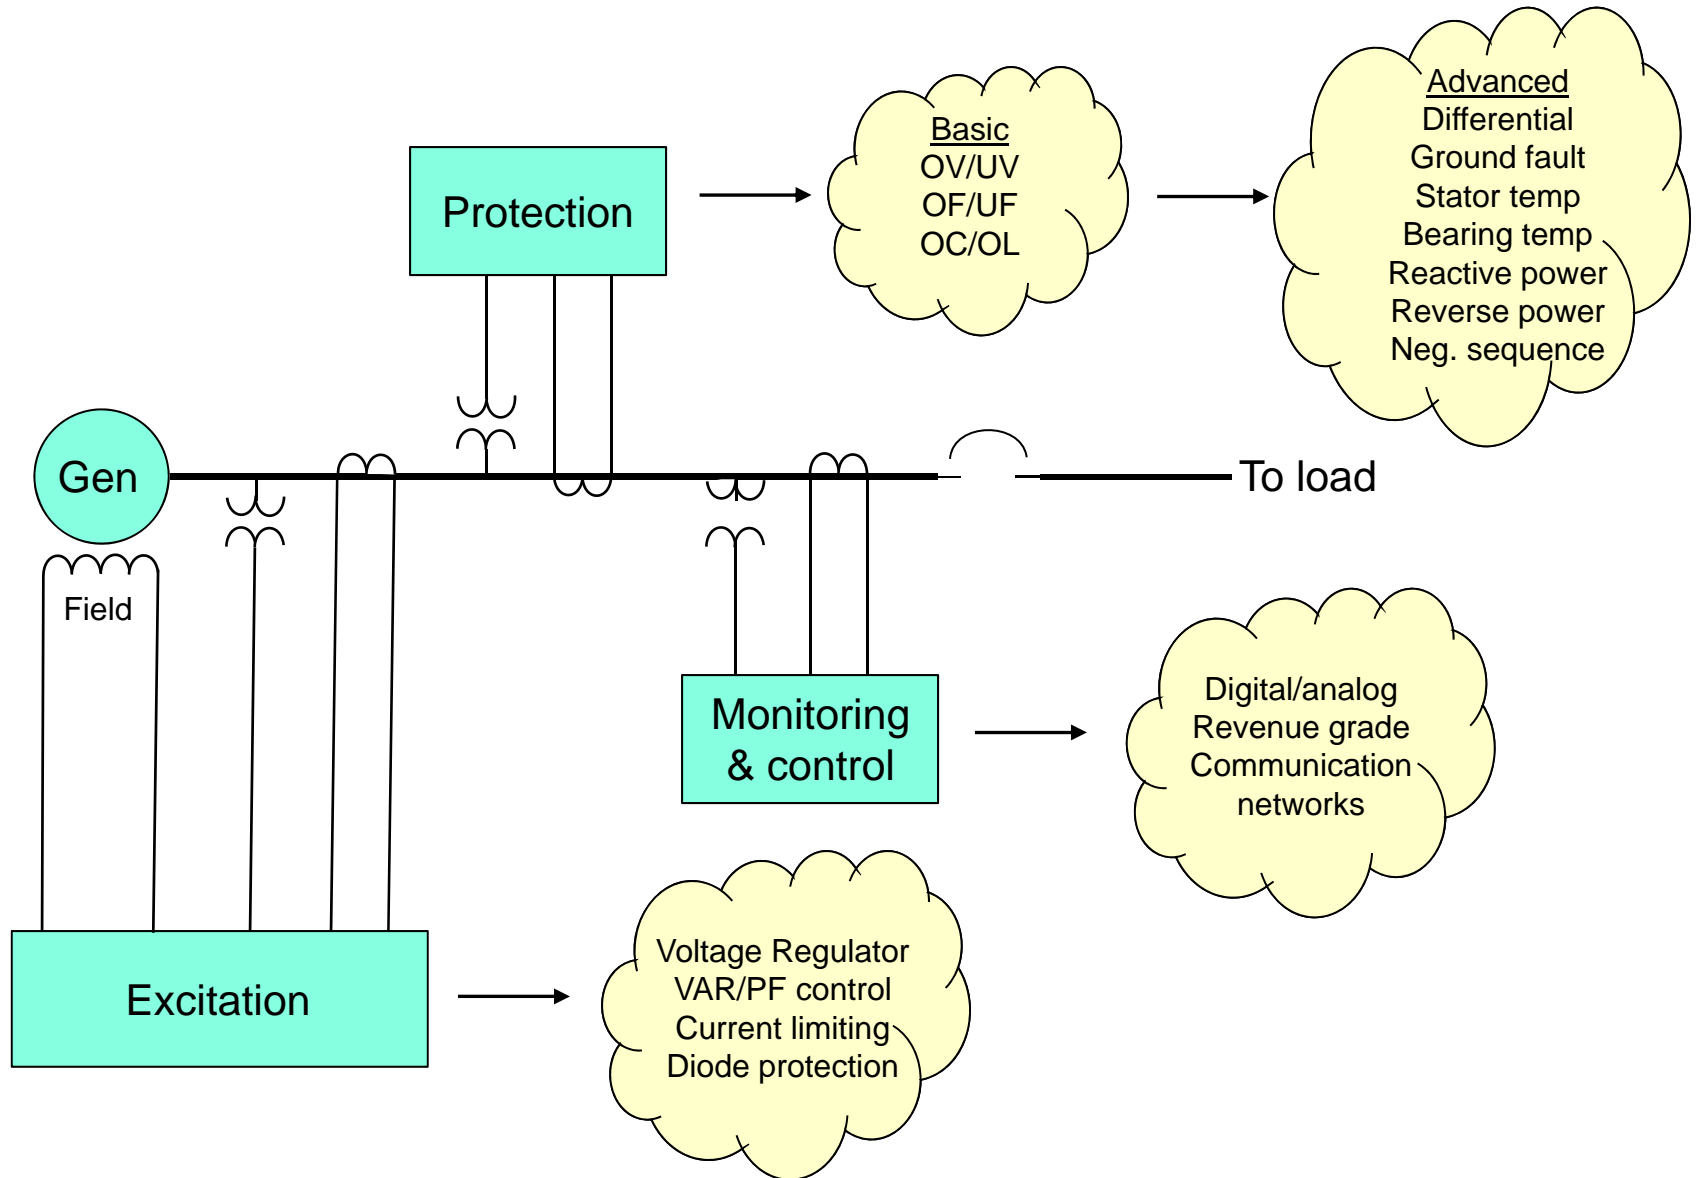 Advanced
Differential
Ground fault
Stator temp
Bearing temp
Reactive power
Reverse power
Neg. sequence
Basic
OV/UV
OF/UF
OC/OL
Protection
Gen
To load
Field
Monitoring
& control
Digital/analog
Revenue grade
Communication
networks
Excitation
Voltage Regulator
VAR/PF control
Current limiting
Diode protection